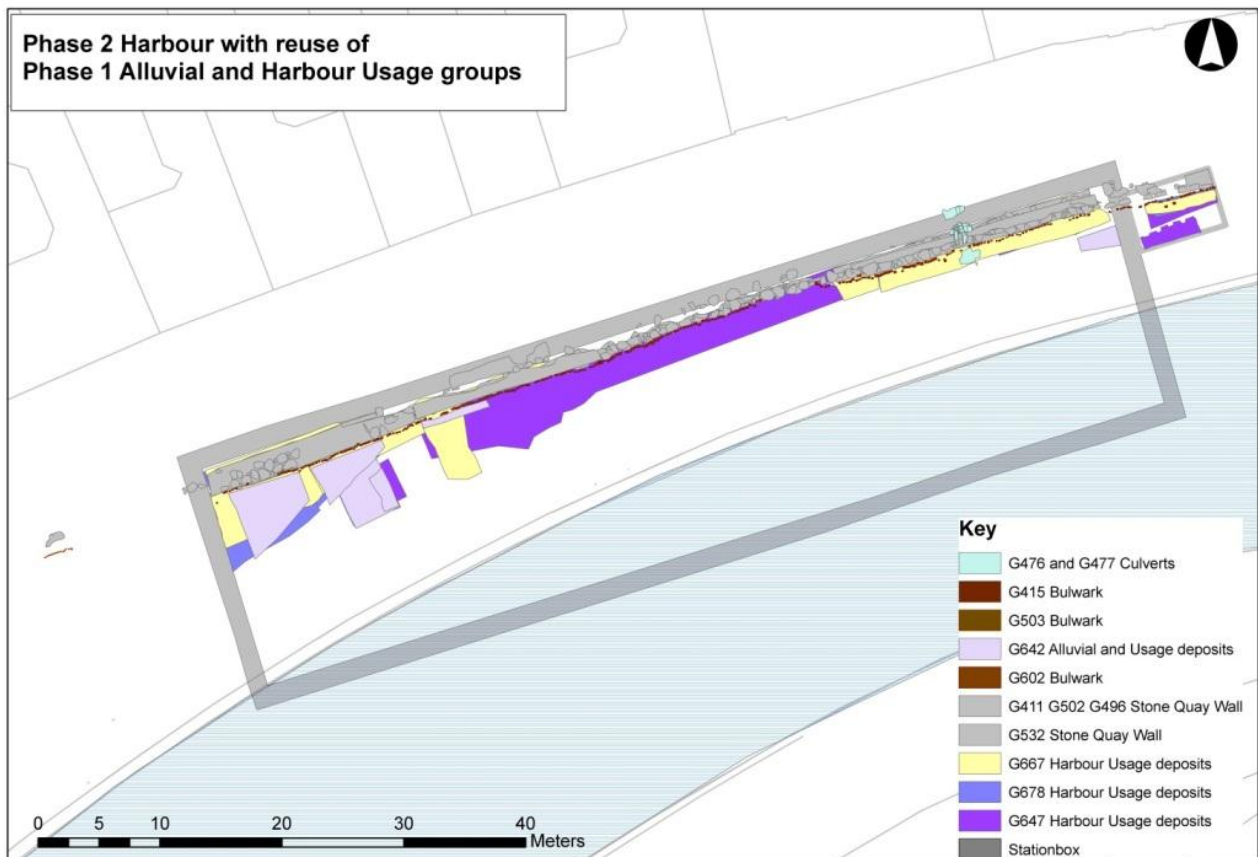 Phase 2 Harbour with reuse of
Phase 1 Alluvial and Harbour Usage groups
Key
G476 and G477 Culverts
G415 Bulwark
G503 Bulwark
G642 Alluvial and Usage deposits
G602 Bulwark
G411 G502 G496 Stone Quay Wall
G532 Stone Quay Wall
G667 Harbour Usage deposits
G678 Harbour Usage deposits
G647 Harbour Usage deposits
Stationbox
0 5 10 20 30 40
Meters